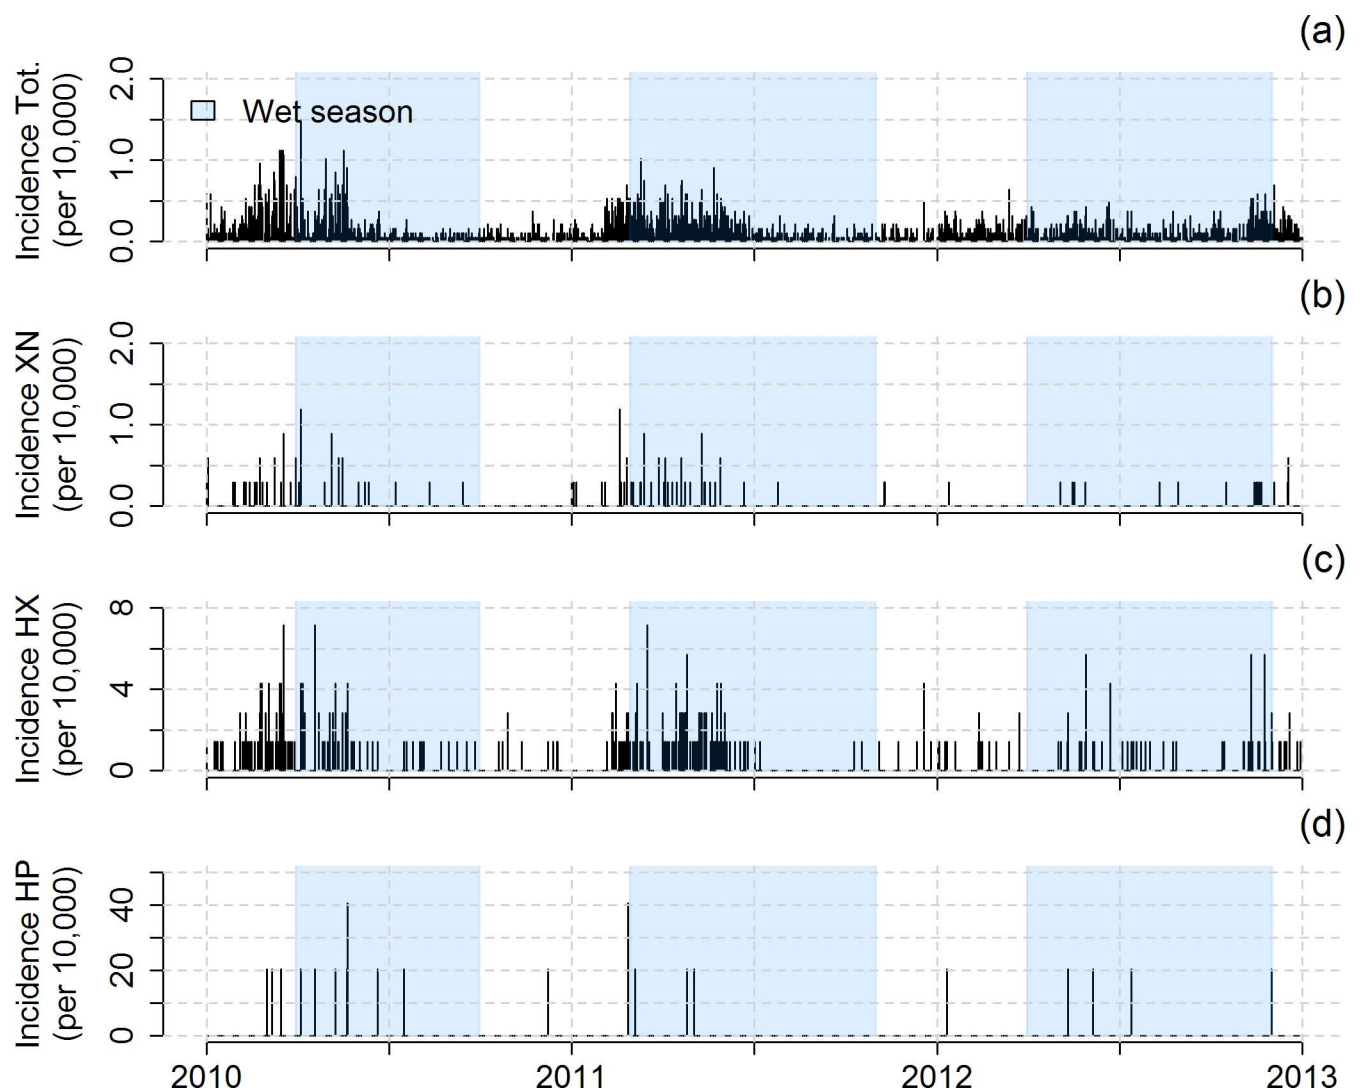 (a)
Incidence Tot.
(per 10,000)
2.0
1.0
0.0
Wet season
(b)
Incidence XN
(per 10,000)
2.0
1.0
0.0
(c)
Incidence HX
(per 10,000)
8
4
0
(d)
Incidence HP
(per 10,000)
40
20
0
2010 2011 2012 2013